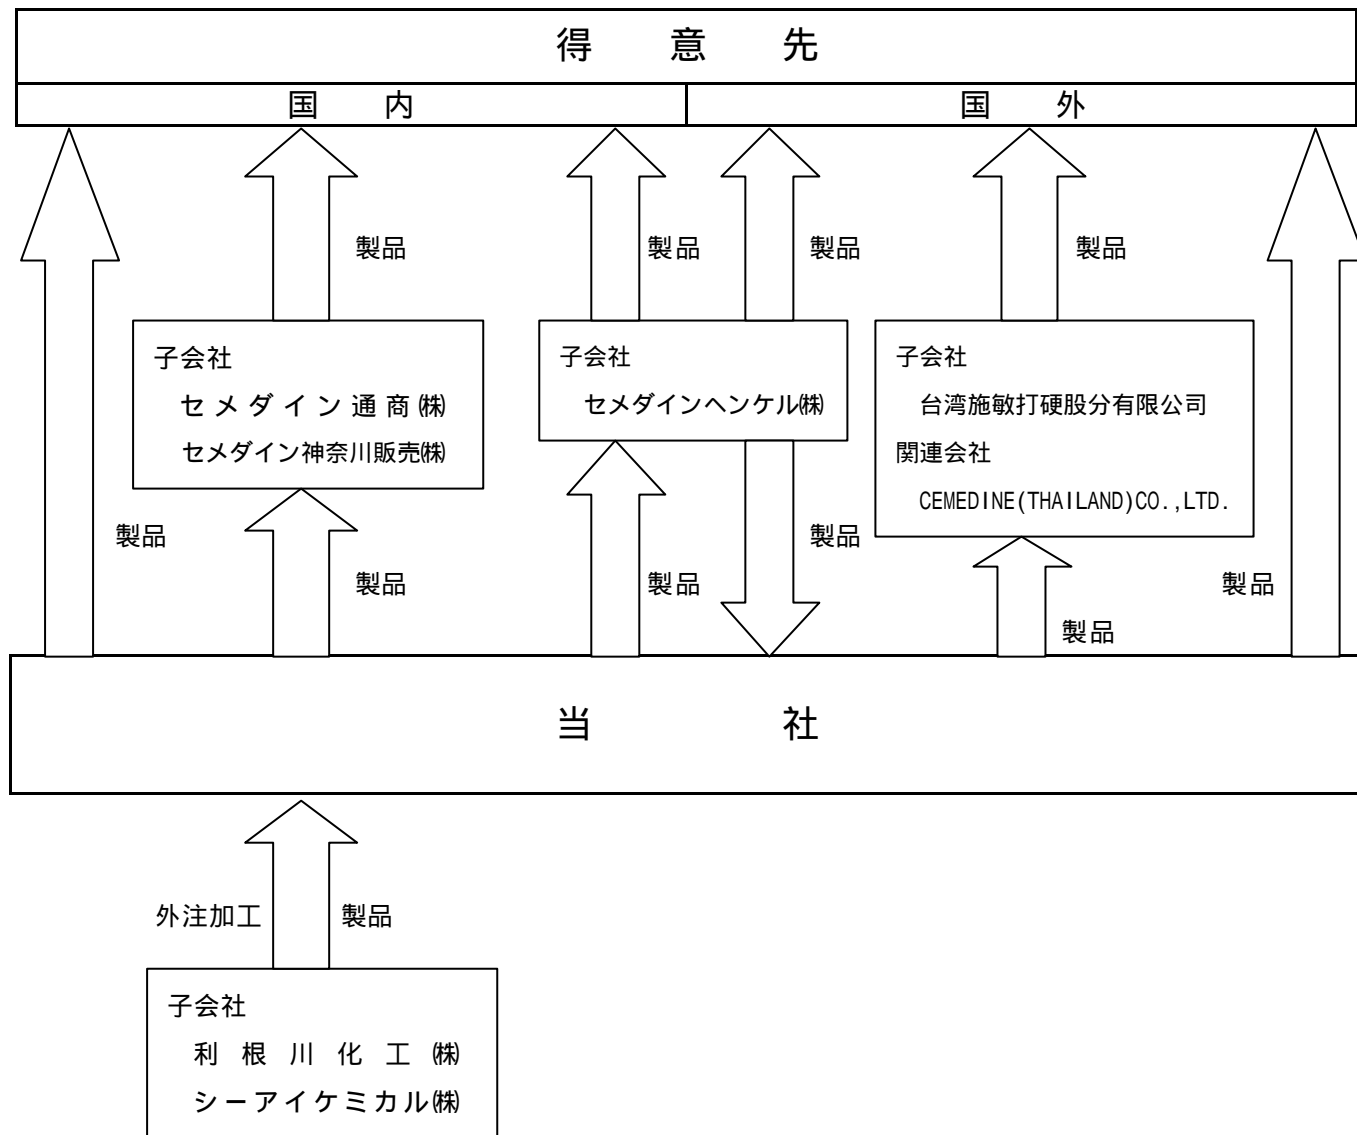 得意先
国内
国外
製品
製品
製品
製品
子会社
セメダイン通商㈱
セメダイン神奈川販売㈱
子会社
セメダインヘンケル㈱
子会社
台湾施敏打硬股分有限公司
関連会社
CEMEDINE(THAILAND)CO.,LTD.
製品
製品
製品
製品
製品
製品
当社
外注加工
製品
子会社
利根川化工㈱
シーアイケミカル㈱